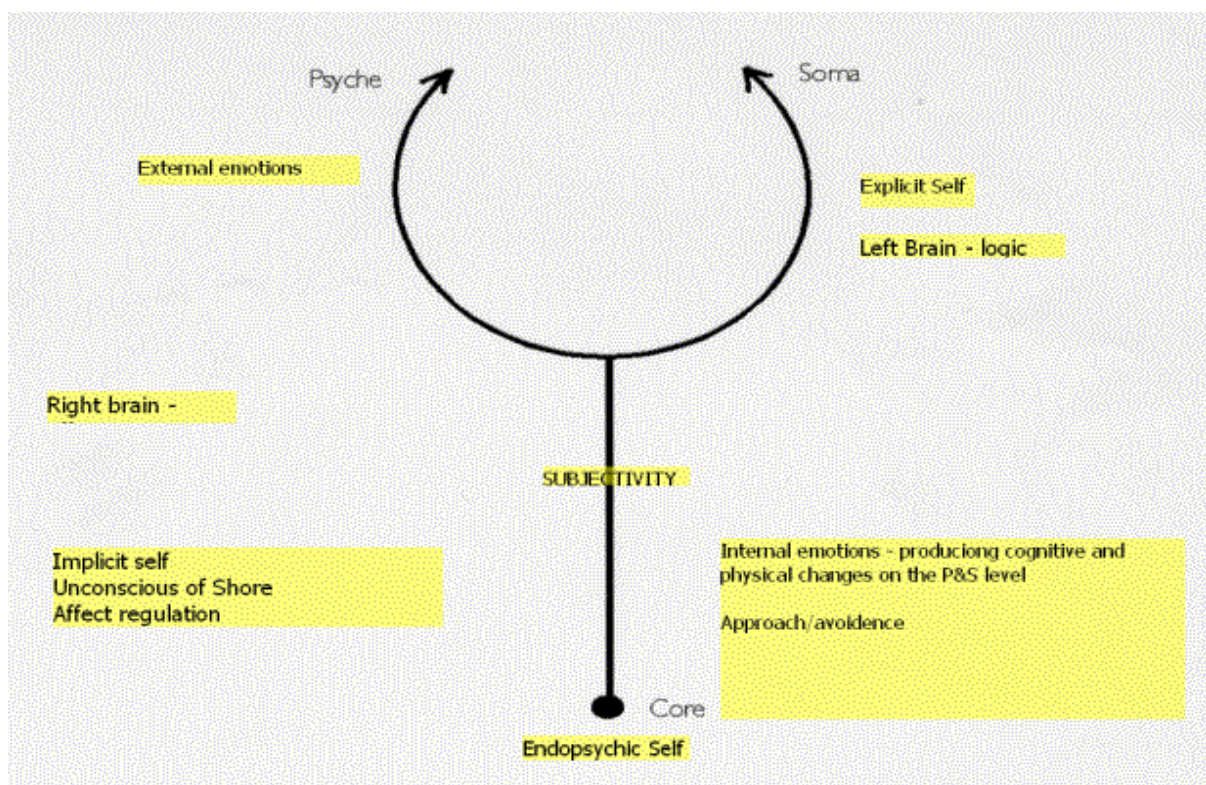 Psyche
Soma
External emotions
Explicit Self
Left Brain - logic
Right brain -
SUBJECTIVITY
Implicit self
Unconscious of Shore
Affect regulation
Internal emotions - produciong cognitive and
physical changes on the P&S level
Approach/avoidence
Core
Endopsychic Self